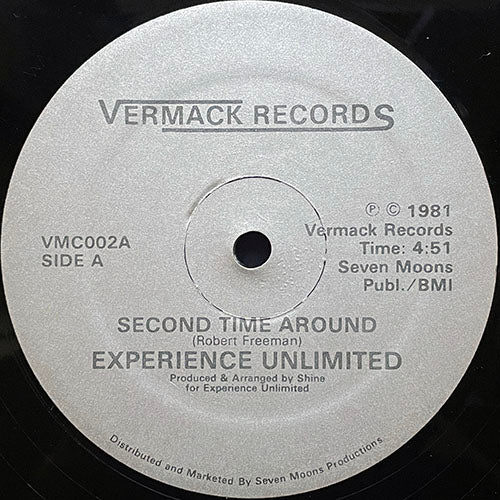 VERMACK RECORDS
VMC002A
SIDE A
℗ © 1981
Vermack Records
Time: 4:51
Seven Moons
Publ./BMI
SECOND TIME AROUND
(Robert Freeman)
EXPERIENCE UNLIMITED
Produced & Arranged by Shine
for Experience Unlimited
Distributed and Marketed By Seven Moons Productions